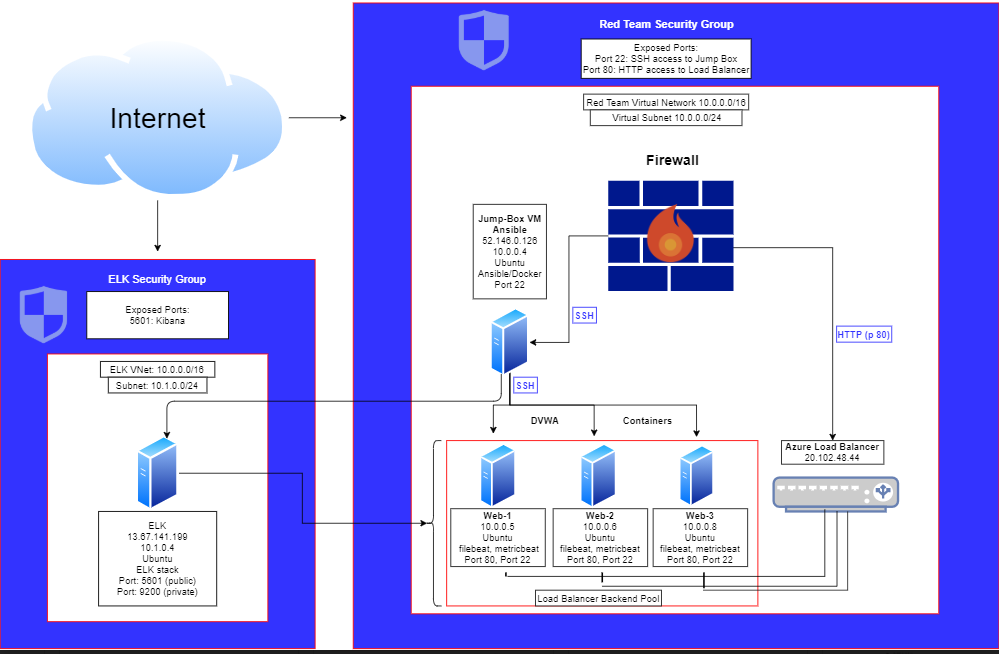 Red Team Security Group
Exposed Ports:
Port 22: SSH access to Jump Box
Port 80: HTTP access to Load Balancer
Internet
Red Team Virtual Network 10.0.0.0/16
Virtual Subnet 10.0.0.0/24
Firewall
Jump-Box VM
Ansible
52.146.0.126
10.0.0.4
Ubuntu
Ansible/Docker
Port 22
ELK Security Group
Exposed Ports:
5601: Kibana
SSH
HTTP (p 80)
ELK VNet: 10.0.0.0/16
Subnet: 10.1.0.0/24
SSH
DVWA
Containers
Azure Load Balancer
20.102.48.44
ELK
13.67.141.199
10.1.0.4
Ubuntu
ELK stack
Port: 5601 (public)
Port: 9200 (private)
Web-1
10.0.0.5
Ubuntu
filebeat, metricbeat
Port 80, Port 22
Web-2
10.0.0.6
Ubuntu
filebeat, metricbeat
Port 80, Port 22
Web-3
10.0.0.8
Ubuntu
filebeat, metricbeat
Port 80, Port 22
Load Balancer Backend Pool